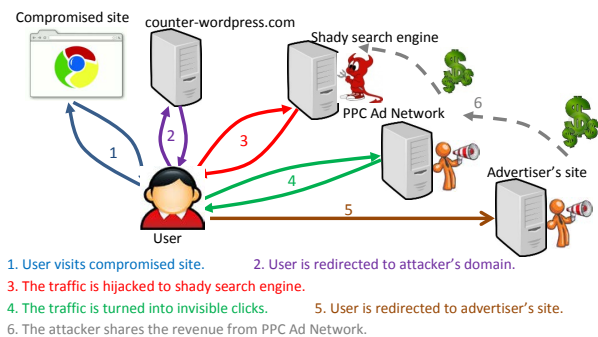 Compromised site
counter-wordpress.com
Shady search engine
PPC Ad Network
Advertiser's site
1
2
3
4
5
6
User
1. User visits compromised site.
2. User is redirected to attacker's domain.
3. The traffic is hijacked to shady search engine.
4. The traffic is turned into invisible clicks.
5. User is redirected to advertiser's site.
6. The attacker shares the revenue from PPC Ad Network.